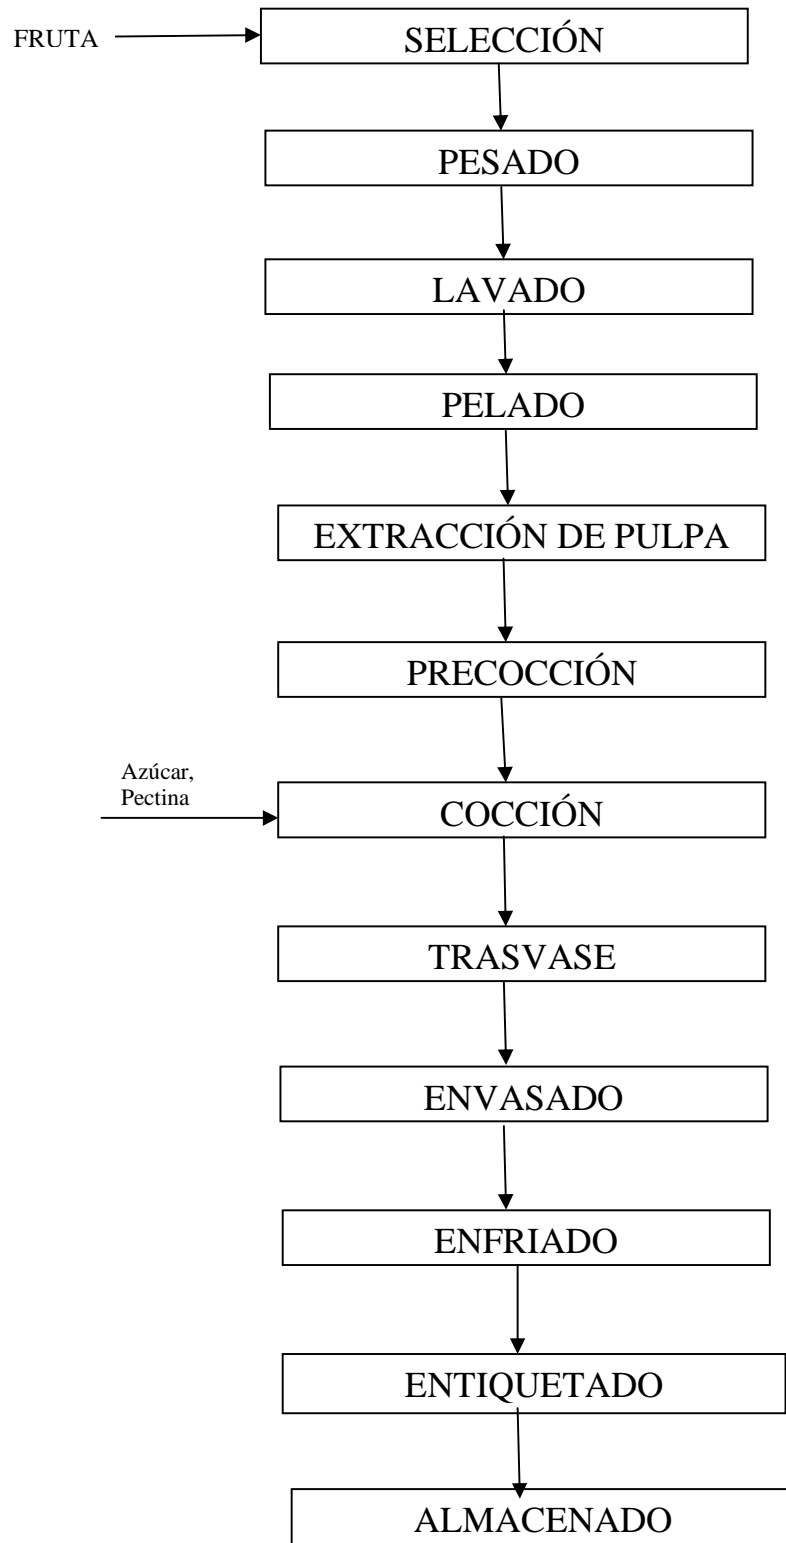 FRUTA
SELECCIÓN
PESADO
LAVADO
PELADO
EXTRACCIÓN DE PULPA
PRECOCCIÓN
Azúcar,
Pectina
COCCIÓN
TRASVASE
ENVASADO
ENFRIADO
ENTIQUETADO
ALMACENADO